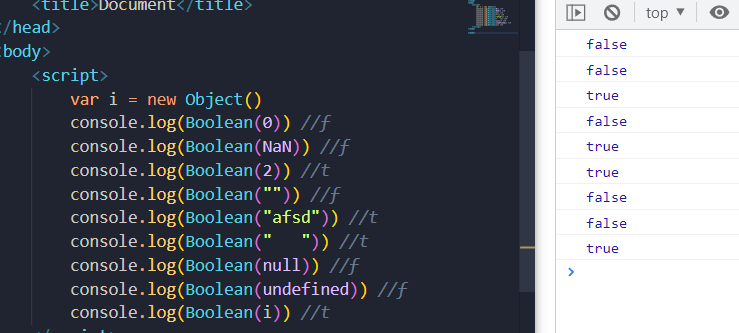 <title>Document</title>
/head>
body>
<script>
var i = new Object()
console.log(Boolean(0)) //f
console.log(Boolean(NaN)) //f
console.log(Boolean(2)) //t
console.log(Boolean("")) //f
console.log(Boolean("afsd")) //t
console.log(Boolean("   ")) //t
console.log(Boolean(null)) //f
console.log(Boolean(undefined)) //f
console.log(Boolean(i)) //t
top
false
false
true
false
true
true
false
false
true